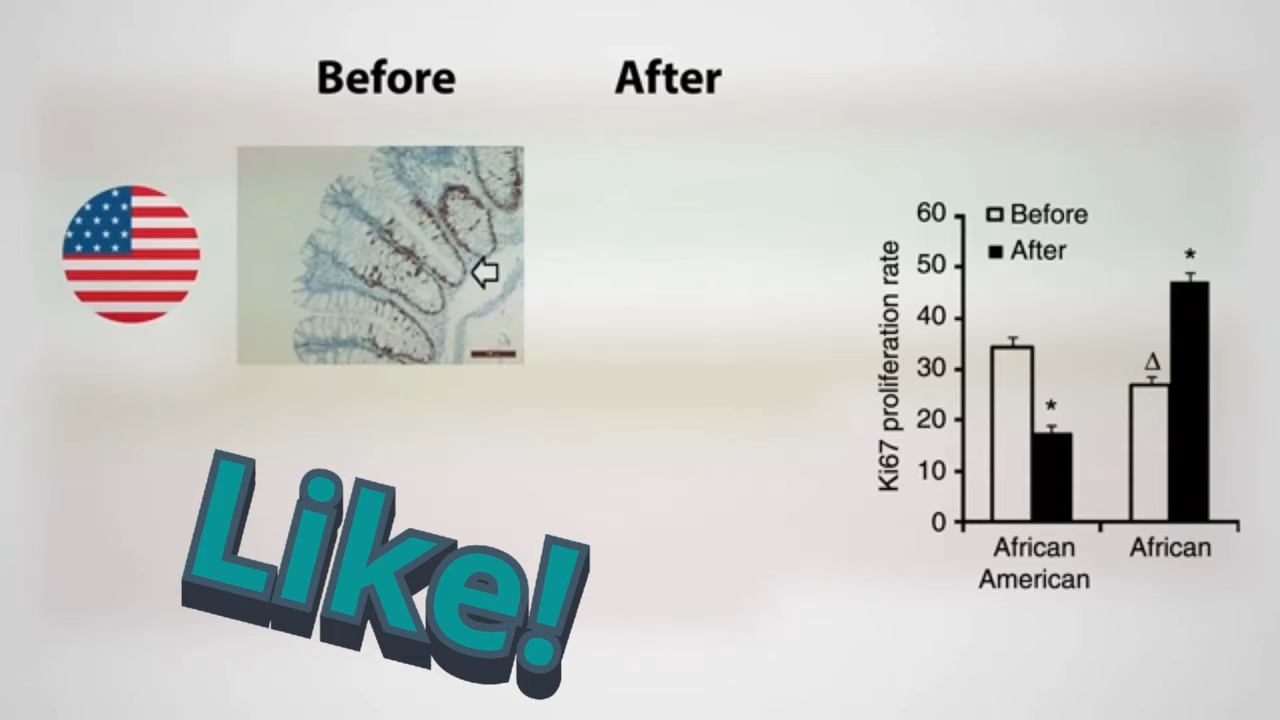 Before
After
Like!
Ki67 proliferation rate
60
50
40
30
20
10
0
Before
After
*
Δ
*
African
American
African